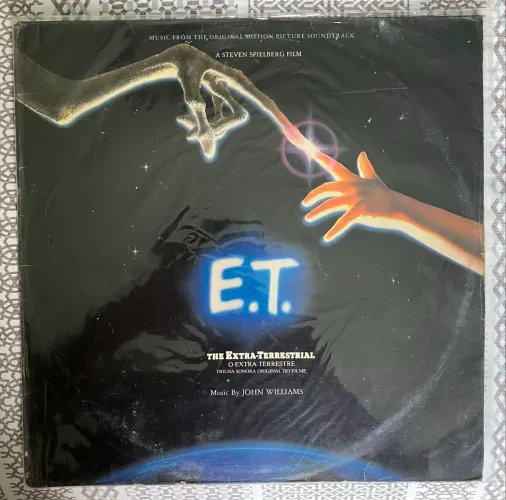 MUSIC FROM THE ORIGINAL MOTION PICTURE SOUNDTRACK
A STEVEN SPIELBERG FILM
E.T.
THE EXTRA-TERRESTRIAL
O EXTRA TERRESTRE
TRILHA SONORA ORIGINAL DO FILME
Music By JOHN WILLIAMS